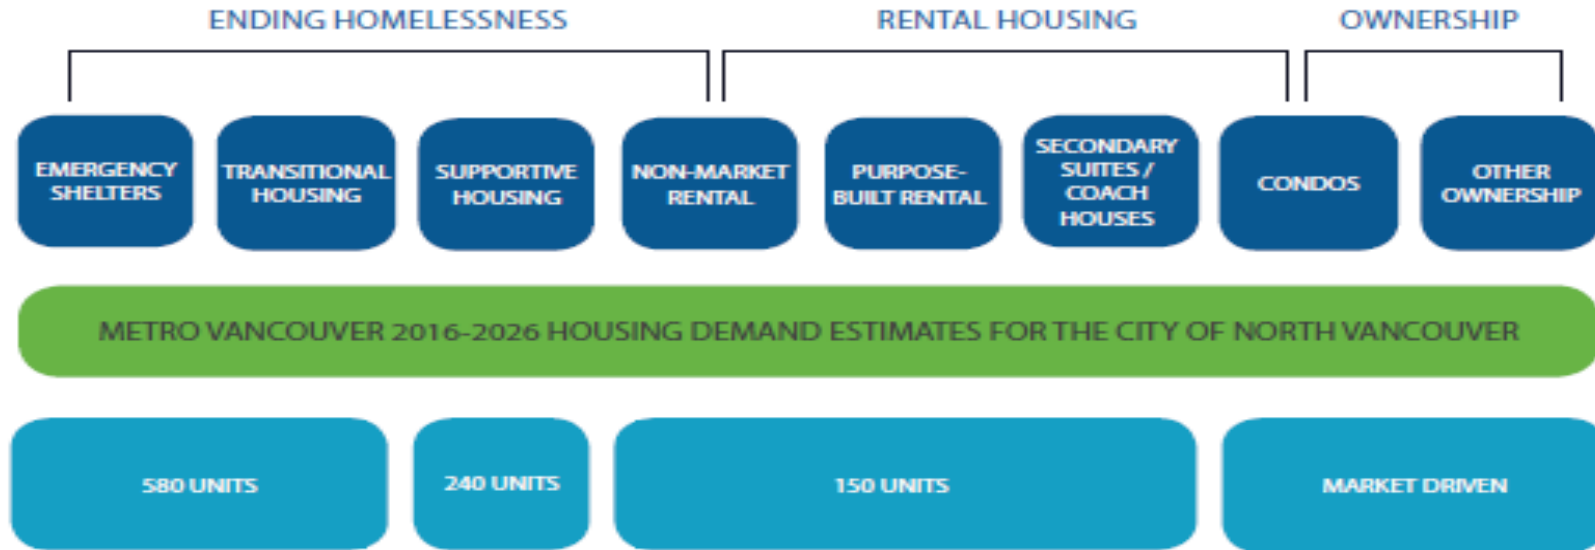 ENDING HOMELESSNESS
RENTAL HOUSING
OWNERSHIP
EMERGENCY
SHELTERS
TRANSITIONAL
HOUSING
SUPPORTIVE
HOUSING
NON-MARKET
RENTAL
PURPOSE-
BUILT RENTAL
SECONDARY
SUITES /
COACH
HOUSES
CONDOS
OTHER
OWNERSHIP
METRO VANCOUVER 2016-2026 HOUSING DEMAND ESTIMATES FOR THE CITY OF NORTH VANCOUVER
580 UNITS
240 UNITS
150 UNITS
MARKET DRIVEN